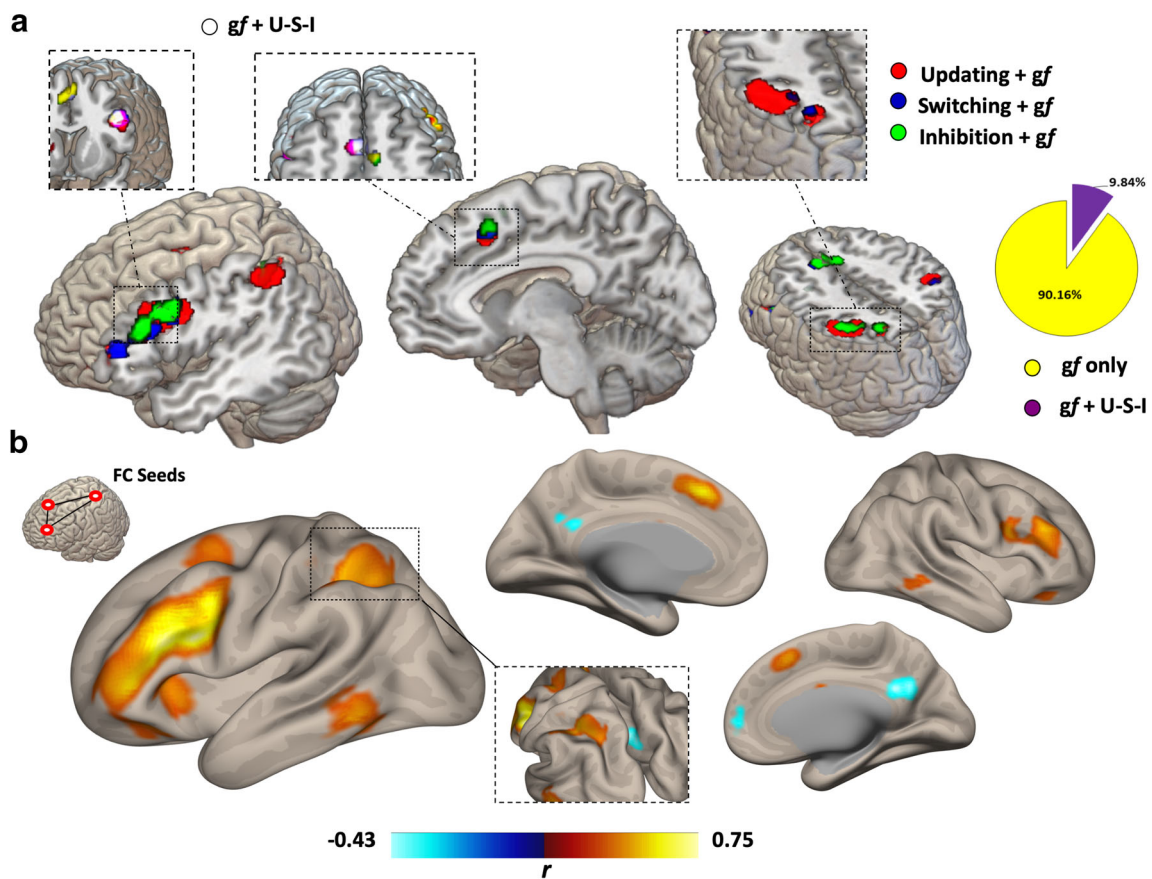 a
gf + U-S-I
Updating + gf
Switching + gf
Inhibition + gf
9.84%
90.16%
gf only
gf + U-S-I
b
FC Seeds
-0.43
0.75
r